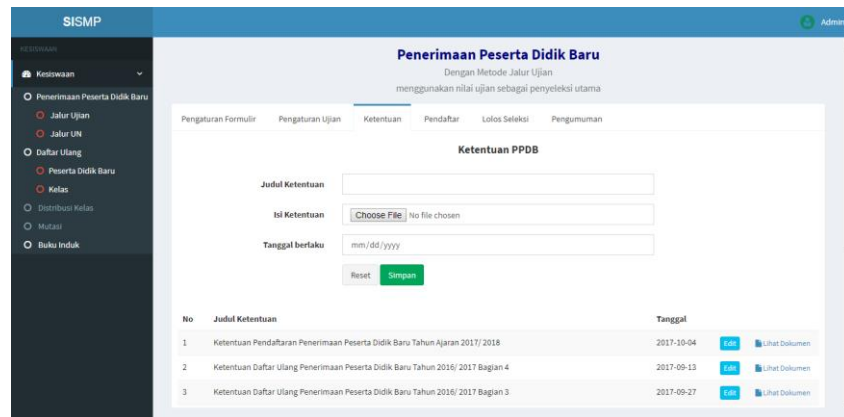 SISMP
Admin
KESISWAAN
Kesiswaan
Penerimaan Peserta Didik Baru
Jalur Ujian
Jalur UN
Daftar Ulang
Peserta Didik Baru
Kelas
Distribusi Kelas
Mutasi
Buku Induk
Penerimaan Peserta Didik Baru
Dengan Metode Jalur Ujian
menggunakan nilai ujian sebagai penyeleksi utama
Pengaturan Formulir Pengaturan Ujian Ketentuan Pendaftar Lolos Seleksi Pengumuman
Ketentuan PPDB
Judul Ketentuan
Isi Ketentuan Choose File No file chosen
Tanggal berlaku mm/dd/yyyy
Reset Simpan
No Judul Ketentuan Tanggal
1 Ketentuan Pendaftaran Penerimaan Peserta Didik Baru Tahun Ajaran 2017/ 2018 2017-10-04 Edit Lihat Dokumen
2 Ketentuan Daftar Ulang Penerimaan Peserta Didik Baru Tahun 2016/ 2017 Bagian 4 2017-09-13 Edit Lihat Dokumen
3 Ketentuan Daftar Ulang Penerimaan Peserta Didik Baru Tahun 2016/ 2017 Bagian 3 2017-09-27 Edit Lihat Dokumen